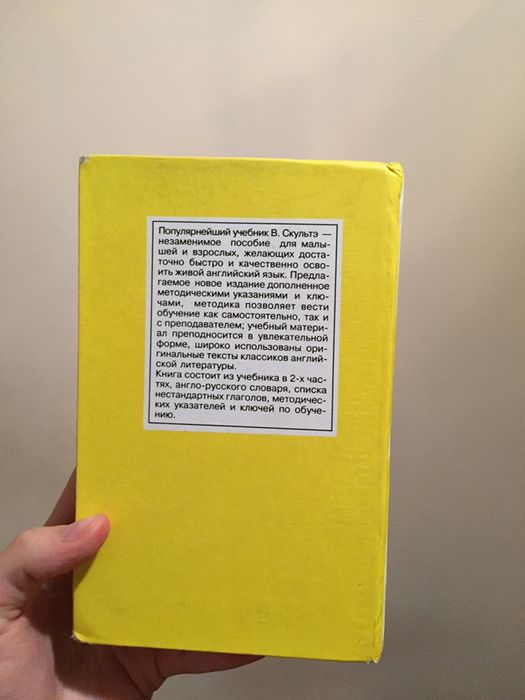 Популярнейший учебник В. Скультэ —
незаменимое пособие для малы-
шей и взрослых, желающих доста-
точно быстро и качественно осво-
ить живой английский язык. Предла-
гаемое новое издание дополненное
методическими указаниями и клю-
чами, методика позволяет вести
обучение как самостоятельно, так и
с преподавателем; учебный матери-
ал преподносится в увлекательной
форме, широко использованы ори-
гинальные тексты классиков англий-
ской литературы.
Книга состоит из учебника в 2-х час-
тях, англо-русского словаря, списка
нестандартных глаголов, методичес-
ких указателей и ключей по обуче-
нию.